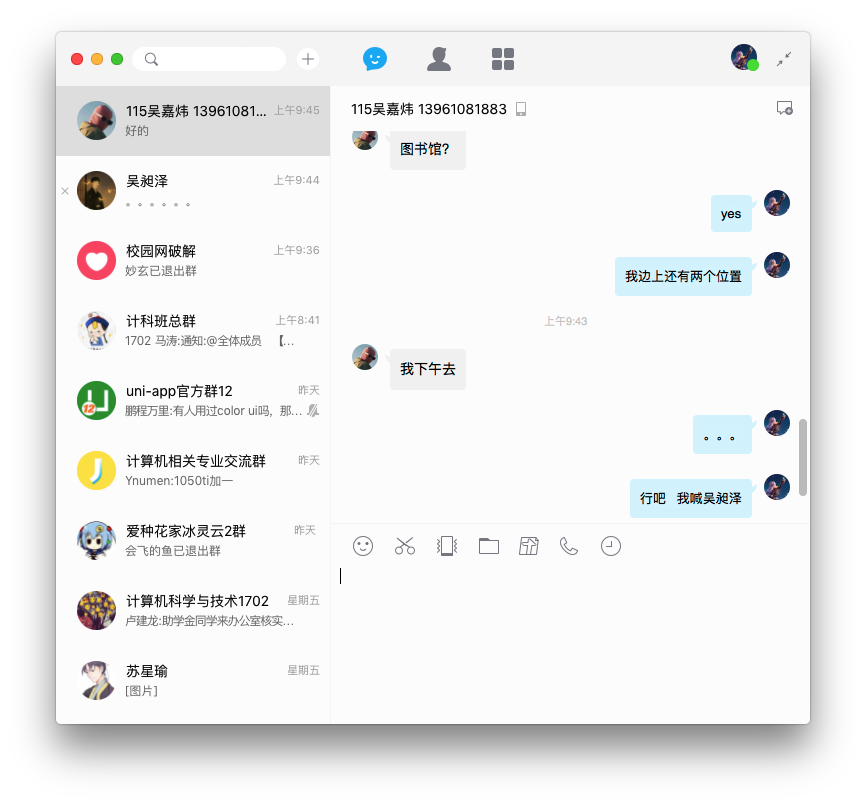 115吴嘉炜 13961081... 上午9:45
好的
吴昶泽 上午9:44
。。。。。。
校园网破解 上午9:36
妙玄已退出群
计科班总群 上午8:41
1702 马涛:通知:@全体成员 【...
uni-app官方群12 昨天
12
鹏程万里:有人用过color ui吗，那...
计算机相关专业交流群 昨天
Ynumen:1050ti加一
爱种花家冰灵云2群 昨天
会飞的鱼已退出群
计算机科学与技术1702 星期五
卢建龙:助学金同学来办公室核实...
苏星瑜 星期五
[图片]
115吴嘉炜 13961081883
图书馆？
yes
我边上还有两个位置
上午9:43
我下午去
。。。
行吧 我喊吴昶泽